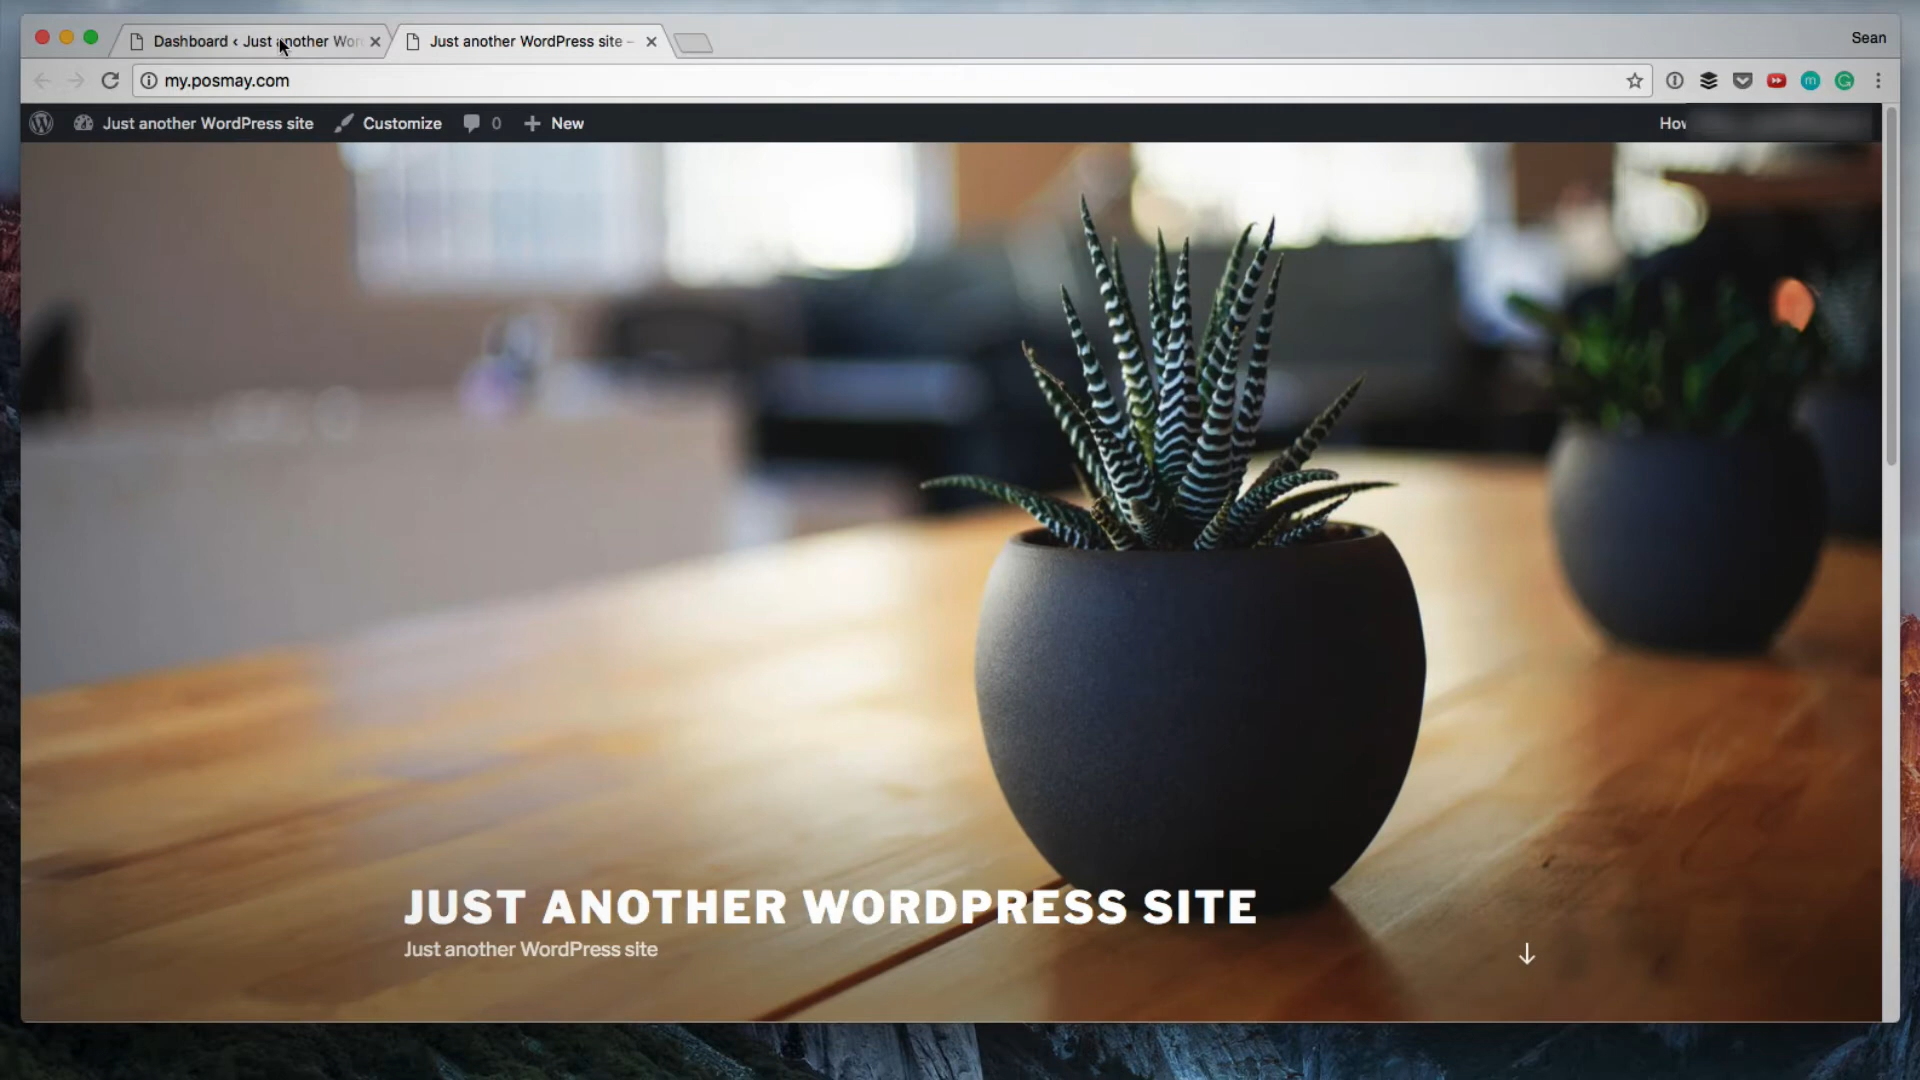 Dashboard ‹ Just another Wor
Just another WordPress site –
Sean
my.posmay.com
Just another WordPress site
Customize
0
New
JUST ANOTHER WORDPRESS SITE
Just another WordPress site